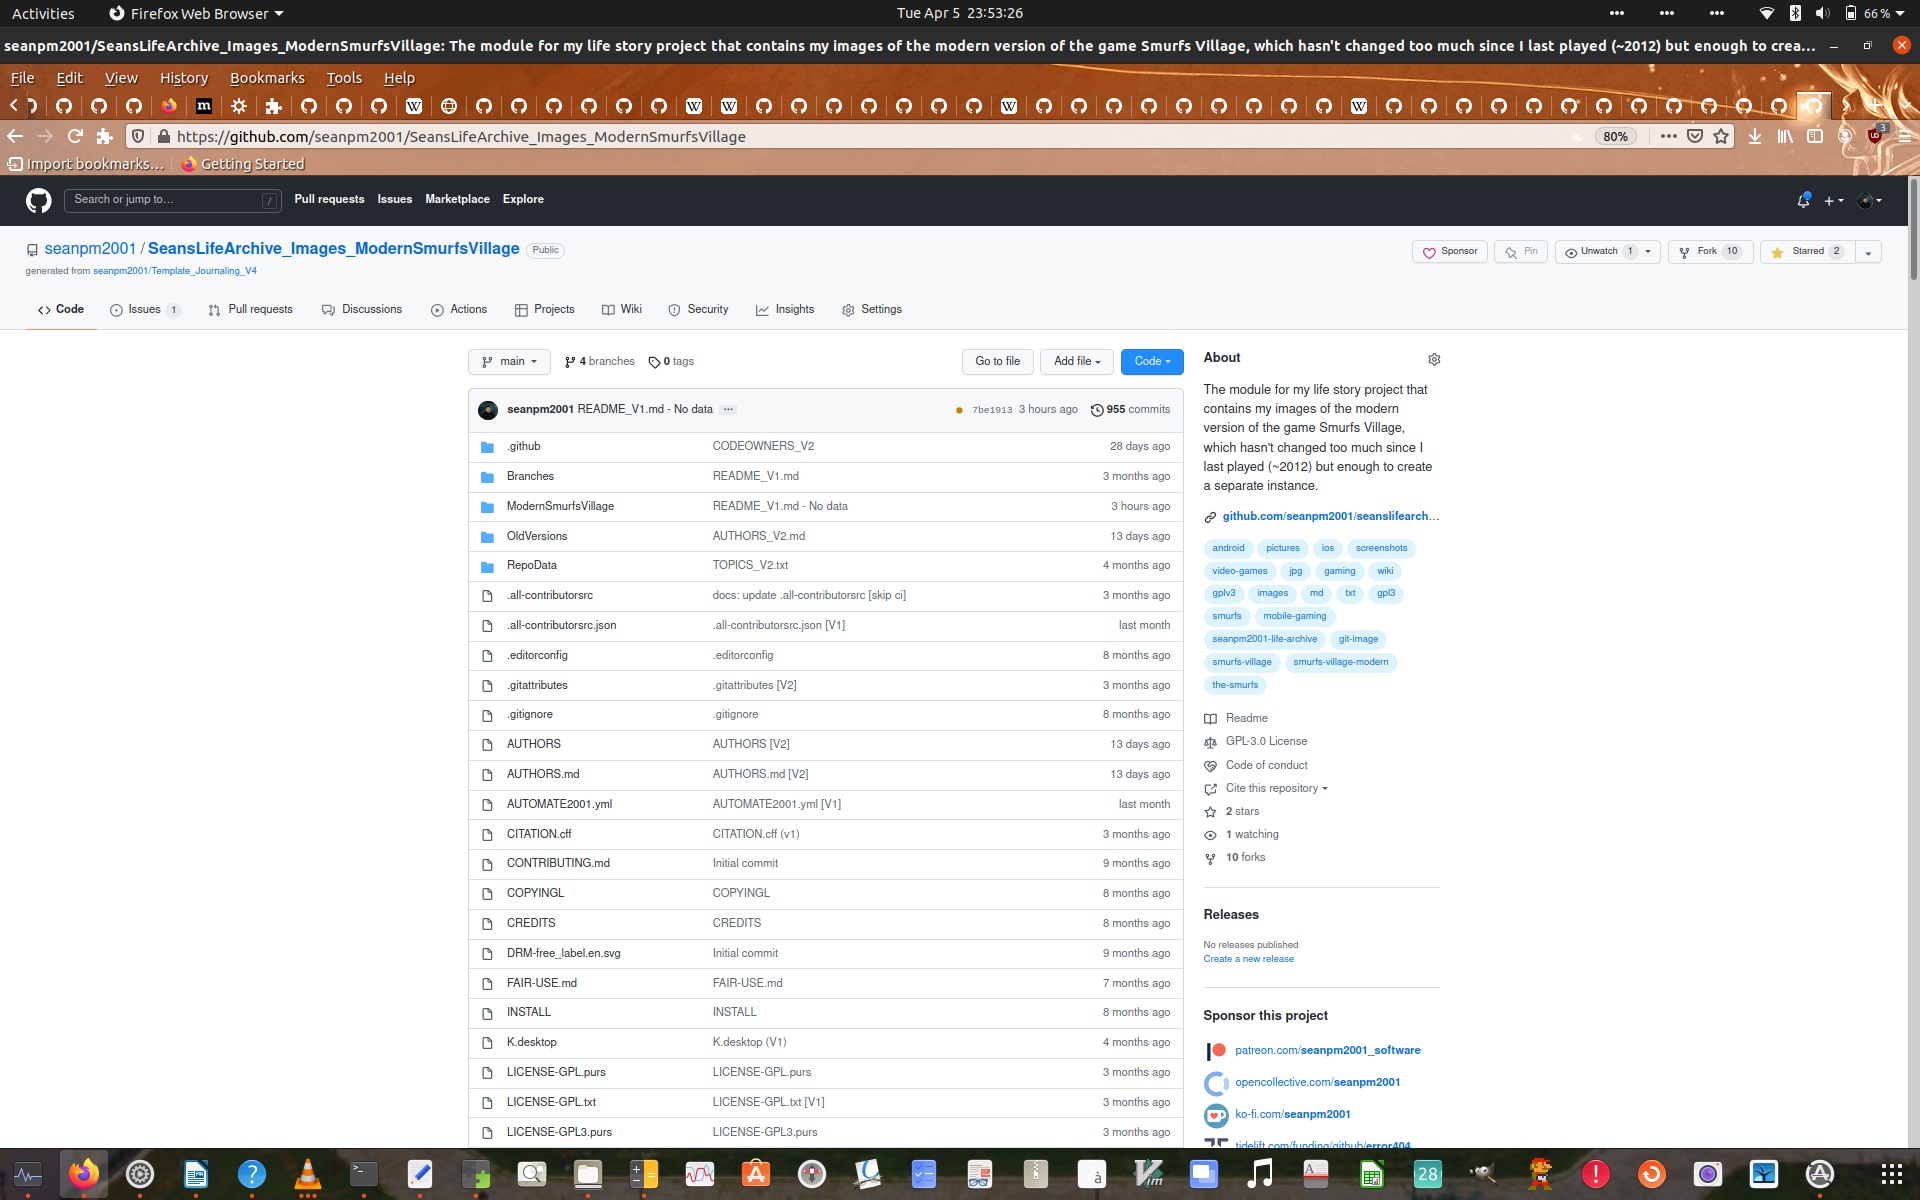 Activities
Firefox Web Browser
Tue Apr 5 23:53:26
66 %
seanpm2001/SeansLifeArchive_Images_ModernSmurfsVillage: The module for my life story project that contains my images of the modern version of the game Smurfs Village, which hasn't changed too much since I last played (~2012) but enough to crea...
File Edit View History Bookmarks Tools Help
https://github.com/seanpm2001/SeansLifeArchive_Images_ModernSmurfsVillage
80%
3
Import bookmarks...
Getting Started
Search or jump to...
/
Pull requests Issues Marketplace Explore
seanpm2001 / SeansLifeArchive_Images_ModernSmurfsVillage Public
generated from seanpm2001/Template_Journaling_V4
Sponsor
Pin
Unwatch 1
Fork 10
Starred 2
Code
Issues 1
Pull requests
Discussions
Actions
Projects
Wiki
Security
Insights
Settings
main
4 branches
0 tags
Go to file
Add file
Code
seanpm2001 README_V1.md - No data ... 7be1913 3 hours ago 955 commits
.github CODEOWNERS_V2 28 days ago
Branches README_V1.md 3 months ago
ModernSmurfsVillage README_V1.md - No data 3 hours ago
OldVersions AUTHORS_V2.md 13 days ago
RepoData TOPICS_V2.txt 4 months ago
.all-contributorsrc docs: update .all-contributorsrc [skip ci] 3 months ago
.all-contributorsrc.json .all-contributorsrc.json [V1] last month
.editorconfig .editorconfig 8 months ago
.gitattributes .gitattributes [V2] 3 months ago
.gitignore .gitignore 8 months ago
AUTHORS AUTHORS [V2] 13 days ago
AUTHORS.md AUTHORS.md [V2] 13 days ago
AUTOMATE2001.yml AUTOMATE2001.yml [V1] last month
CITATION.cff CITATION.cff (v1) 3 months ago
CONTRIBUTING.md Initial commit 9 months ago
COPYINGL COPYINGL 8 months ago
CREDITS CREDITS 8 months ago
DRM-free_label.en.svg Initial commit 9 months ago
FAIR-USE.md FAIR-USE.md 7 months ago
INSTALL INSTALL 8 months ago
K.desktop K.desktop (V1) 4 months ago
LICENSE-GPL.purs LICENSE-GPL.purs 3 months ago
LICENSE-GPL.txt LICENSE-GPL.txt [V1] 3 months ago
LICENSE-GPL3.purs LICENSE-GPL3.purs 3 months ago
About
The module for my life story project that
contains my images of the modern
version of the game Smurfs Village,
which hasn't changed too much since I
last played (~2012) but enough to create
a separate instance.
github.com/seanpm2001/seanslifearch...
android pictures ios screenshots
video-games jpg gaming wiki
gplv3 images md txt gpl3
smurfs mobile-gaming
seanpm2001-life-archive git-image
smurfs-village smurfs-village-modern
the-smurfs
Readme
GPL-3.0 License
Code of conduct
Cite this repository
2 stars
1 watching
10 forks
Releases
No releases published
Create a new release
Sponsor this project
patreon.com/seanpm2001_software
opencollective.com/seanpm2001
ko-fi.com/seanpm2001
tidelift.com/funding/github/error404
28